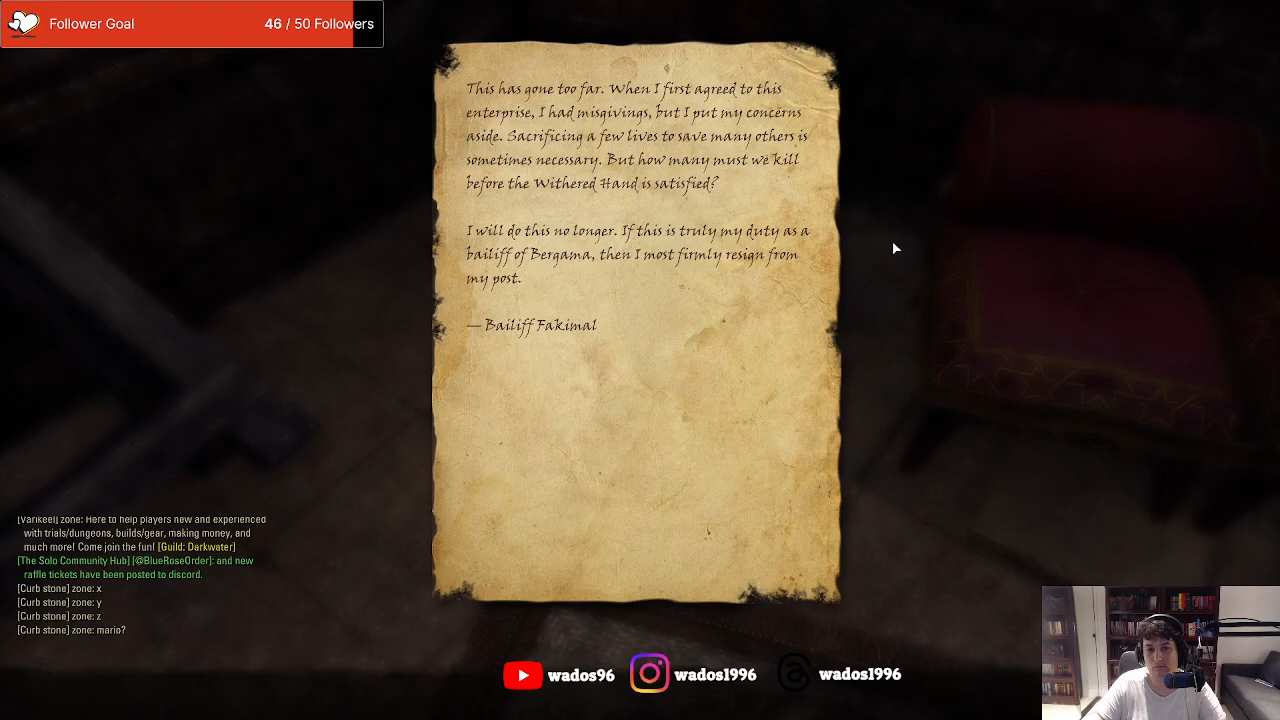 Follower Goal
46 / 50 Followers
This has gone too far. When I first agreed to this
enterprise, I had misgivings, but I put my concerns
aside. Sacrificing a few lives to save many others is
sometimes necessary. But how many must we kill
before the Withered Hand is satisfied?
I will do this no longer. If this is truly my duty as a
bailiff of Bergama, then I most firmly resign from
my post.
— Bailiff Fakimal
[Varikeel] zone: Here to help players new and experienced
with trials/dungeons, builds/gear, making money, and
much more! Come join the fun! [Guild: Darkwater]
[The Solo Community Hub] [@BlueRoseOrder]: and new
raffle tickets have been posted to discord.
[Curb stone] zone: x
[Curb stone] zone: y
[Curb stone] zone: z
[Curb stone] zone: mario?
wados96
wados1996
wados1996